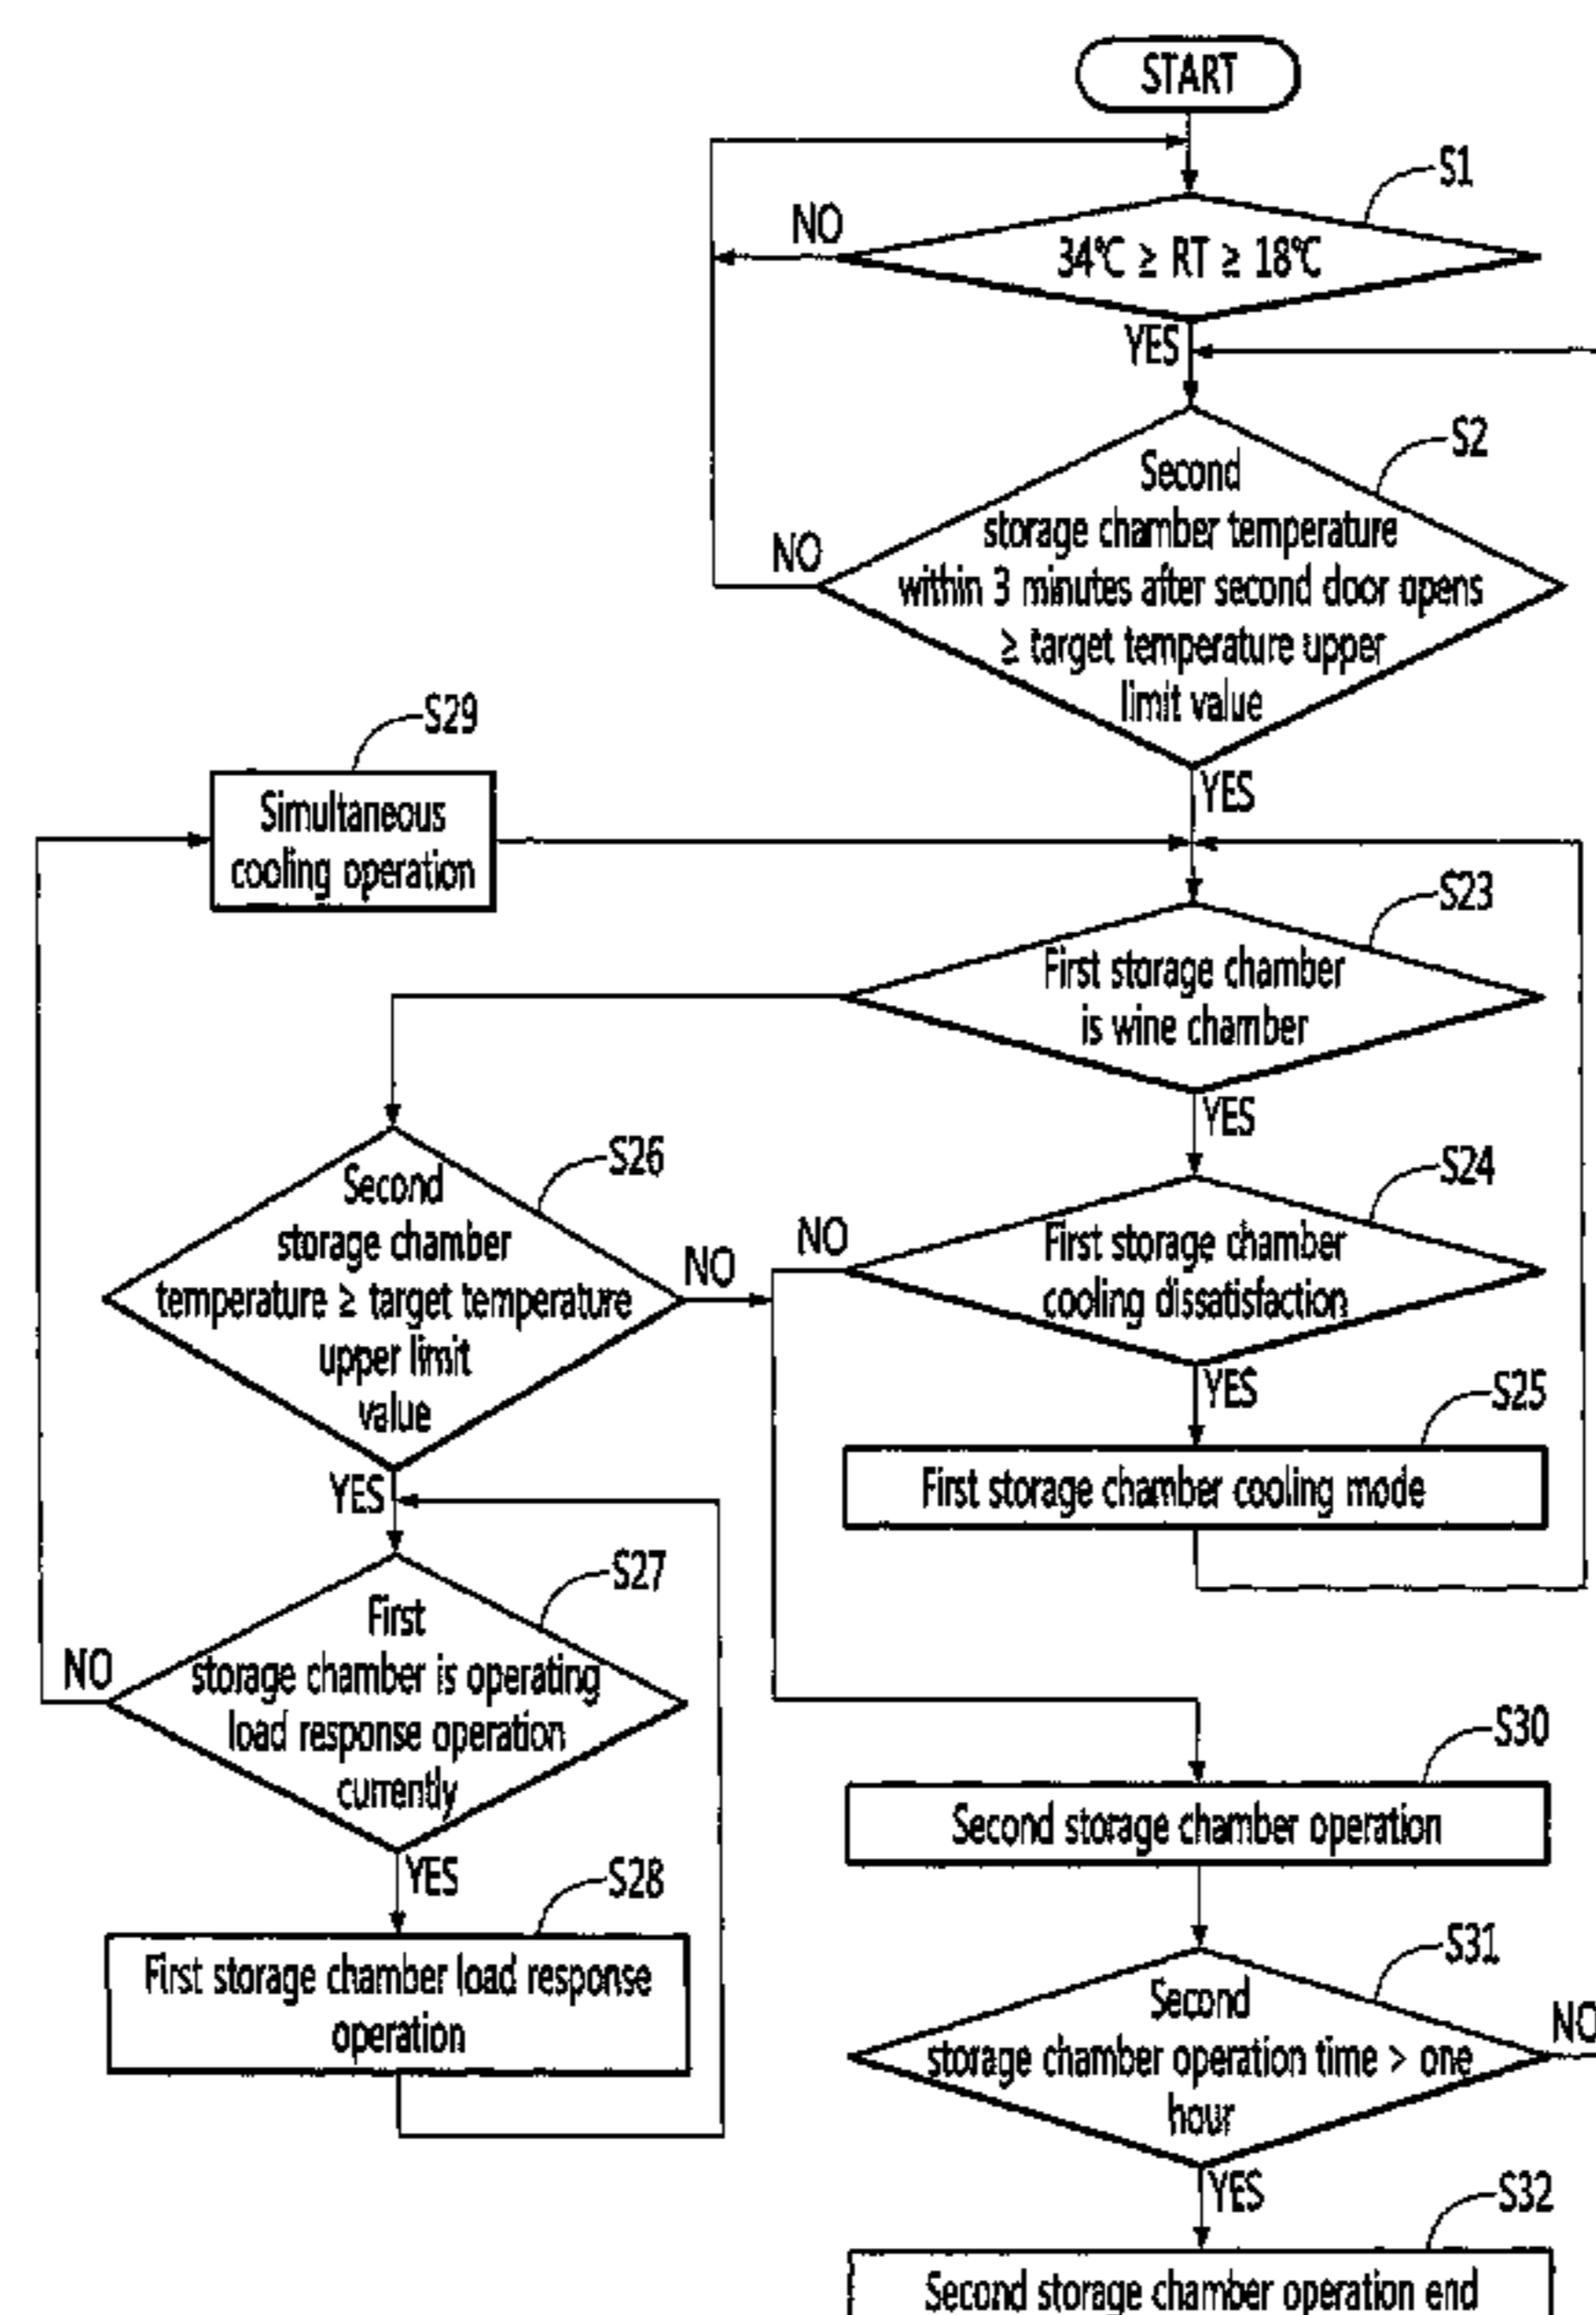 START
S1
NO
34℃ ≥ RT ≥ 18℃
YES
S2
Second
storage chamber temperature
NO
within 3 minutes after second door opens
≥ target temperature upper
limit value
S29
YES
Simultaneous
cooling operation
S23
First storage chamber
is wine chamber
YES
S26
S24
Second
storage chamber
NO
NO
First storage chamber
temperature ≥ target temperature
cooling dissatisfaction
upper limit
value
YES
S25
YES
First storage chamber cooling mode
S27
First
NO
storage chamber is operating
load response operation
currently
S30
Second storage chamber operation
YES
S28
First storage chamber load response
operation
S31
Second
NO
storage chamber operation time > one
hour
YES
S32
Second storage chamber operation end